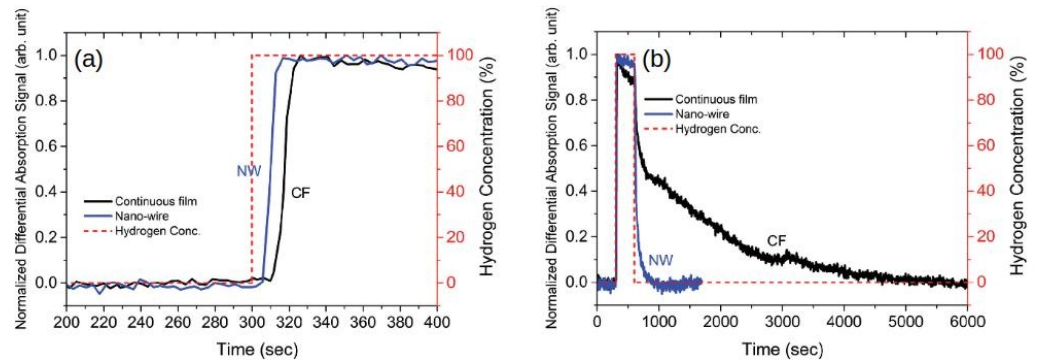 (a)
Normalized Differential Absorption Signal (arb. unit)
1.0
0.8
0.6
0.4
0.2
0.0
NW
CF
Continuous film
Nano-wire
Hydrogen Conc.
100
80
60
40
20
0
Hydrogen Concentration (%)
200 220 240 260 280 300 320 340 360 380 400
Time (sec)
(b)
Normalized Differential Absorption Signal (arb. unit)
1.0
0.8
0.6
0.4
0.2
0.0
Continuous film
Nano-wire
Hydrogen Conc.
CF
NW
100
80
60
40
20
0
Hydrogen Concentration (%)
0 1000 2000 3000 4000 5000 6000
Time (sec)